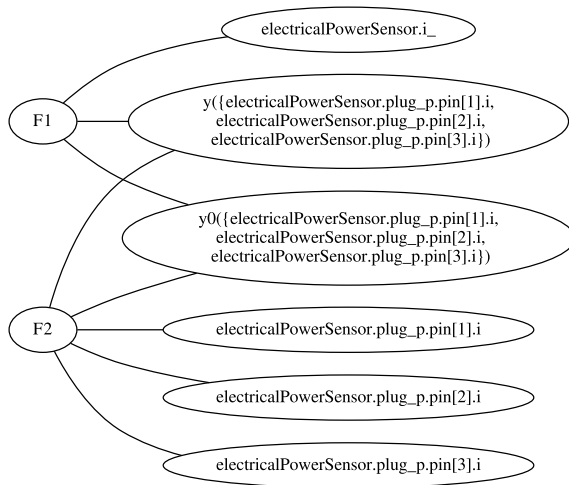 electricalPowerSensor.i_
F1
y({electricalPowerSensor.plug_p.pin[1].i,
electricalPowerSensor.plug_p.pin[2].i,
electricalPowerSensor.plug_p.pin[3].i})
y0({electricalPowerSensor.plug_p.pin[1].i,
electricalPowerSensor.plug_p.pin[2].i,
electricalPowerSensor.plug_p.pin[3].i})
F2
electricalPowerSensor.plug_p.pin[1].i
electricalPowerSensor.plug_p.pin[2].i
electricalPowerSensor.plug_p.pin[3].i